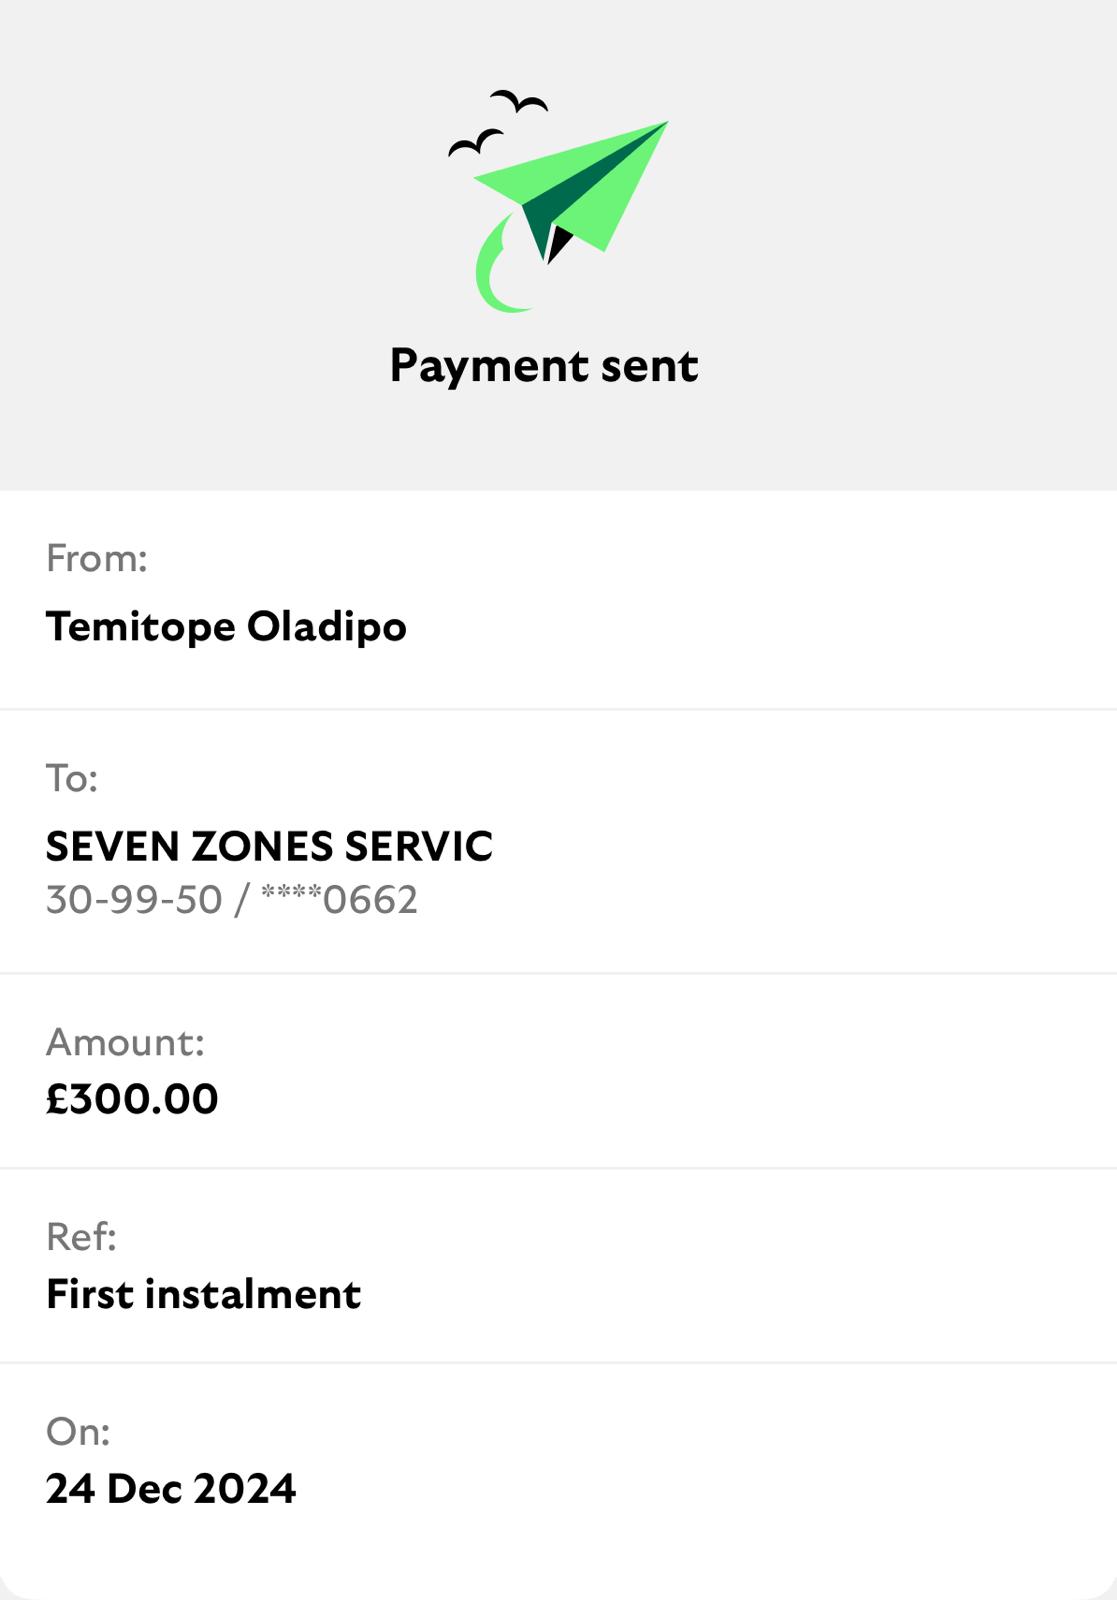 Payment sent
From:
Temitope Oladipo
To:
SEVEN ZONES SERVIC
30-99-50 / ****0662
Amount:
£300.00
Ref:
First instalment
On:
24 Dec 2024